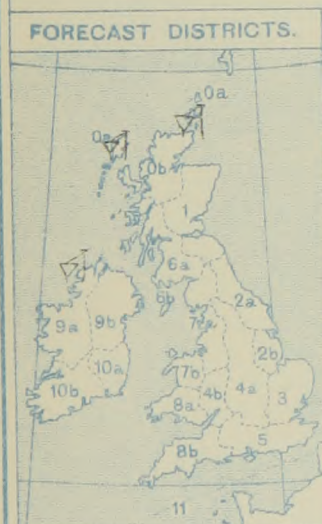 FORECAST DISTRICTS.
0a
0a
0b
1
6a
6b
2a
7a
9a
9b
2b
7b
10a
4a
3
4b
10b
8a
5
8b
11